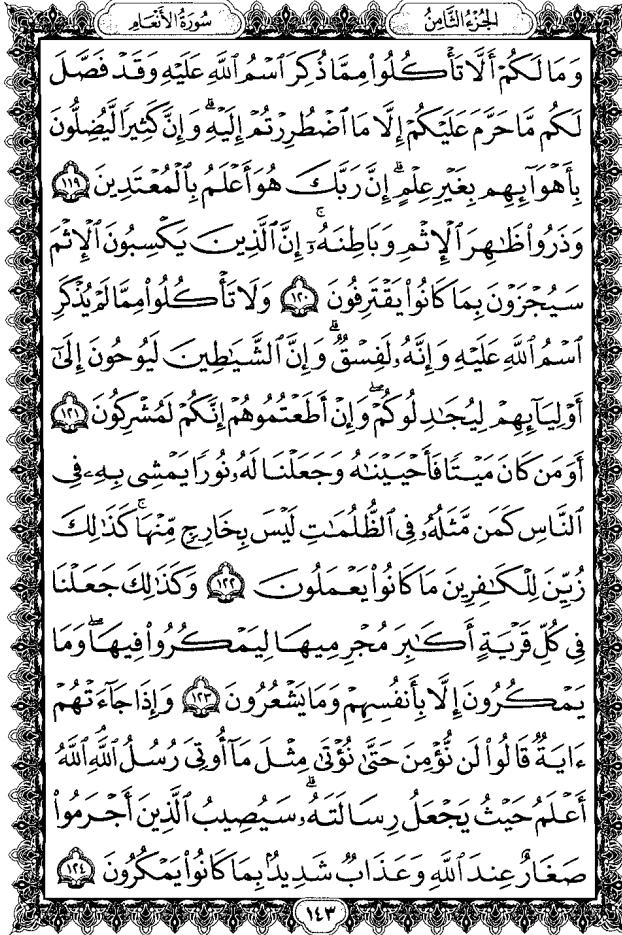 الجُزْءُ الثَّامِنُ
سُورَةُ الأَنْعَامِ
وَمَا لَكُمْ أَلَّا تَأْكُلُوا۟ مِمَّا ذُكِرَ ٱسْمُ ٱللَّهِ عَلَيْهِ وَقَدْ فَصَّلَ
لَكُم مَّا حَرَّمَ عَلَيْكُمْ إِلَّا مَا ٱضْطُرِرْتُمْ إِلَيْهِ ۗ وَإِنَّ كَثِيرًا لَّيُضِلُّونَ
بِأَهْوَآئِهِم بِغَيْرِ عِلْمٍ ۗ إِنَّ رَبَّكَ هُوَ أَعْلَمُ بِٱلْمُعْتَدِينَ ١١٩
وَذَرُوا۟ ظَٰهِرَ ٱلْإِثْمِ وَبَاطِنَهُۥٓ ۚ إِنَّ ٱلَّذِينَ يَكْسِبُونَ ٱلْإِثْمَ
سَيُجْزَوْنَ بِمَا كَانُوا۟ يَقْتَرِفُونَ ١٢٠ وَلَا تَأْكُلُوا۟ مِمَّا لَمْ يُذْكَرِ
ٱسْمُ ٱللَّهِ عَلَيْهِ وَإِنَّهُۥ لَفِسْقٌ ۗ وَإِنَّ ٱلشَّيَٰطِينَ لَيُوحُونَ إِلَىٰٓ
أَوْلِيَآئِهِمْ لِيُجَٰدِلُوكُمْ ۖ وَإِنْ أَطَعْتُمُوهُمْ إِنَّكُمْ لَمُشْرِكُونَ ١٢١
أَوَمَن كَانَ مَيْتًا فَأَحْيَيْنَٰهُ وَجَعَلْنَا لَهُۥ نُورًا يَمْشِى بِهِۦ فِى
ٱلنَّاسِ كَمَن مَّثَلُهُۥ فِى ٱلظُّلُمَٰتِ لَيْسَ بِخَارِجٍ مِّنْهَا ۚ كَذَٰلِكَ
زُيِّنَ لِلْكَٰفِرِينَ مَا كَانُوا۟ يَعْمَلُونَ ١٢٢ وَكَذَٰلِكَ جَعَلْنَا
فِى كُلِّ قَرْيَةٍ أَكَٰبِرَ مُجْرِمِيهَا لِيَمْكُرُوا۟ فِيهَا ۖ وَمَا
يَمْكُرُونَ إِلَّا بِأَنفُسِهِمْ وَمَا يَشْعُرُونَ ١٢٣ وَإِذَا جَآءَتْهُمْ
ءَايَةٌ قَالُوا۟ لَن نُّؤْمِنَ حَتَّىٰ نُؤْتَىٰ مِثْلَ مَآ أُوتِىَ رُسُلُ ٱللَّهِ ۘ ٱللَّهُ
أَعْلَمُ حَيْثُ يَجْعَلُ رِسَالَتَهُۥ ۗ سَيُصِيبُ ٱلَّذِينَ أَجْرَمُوا۟
صَغَارٌ عِندَ ٱللَّهِ وَعَذَابٌ شَدِيدٌۢ بِمَا كَانُوا۟ يَمْكُرُونَ ١٢٤
١٤٣